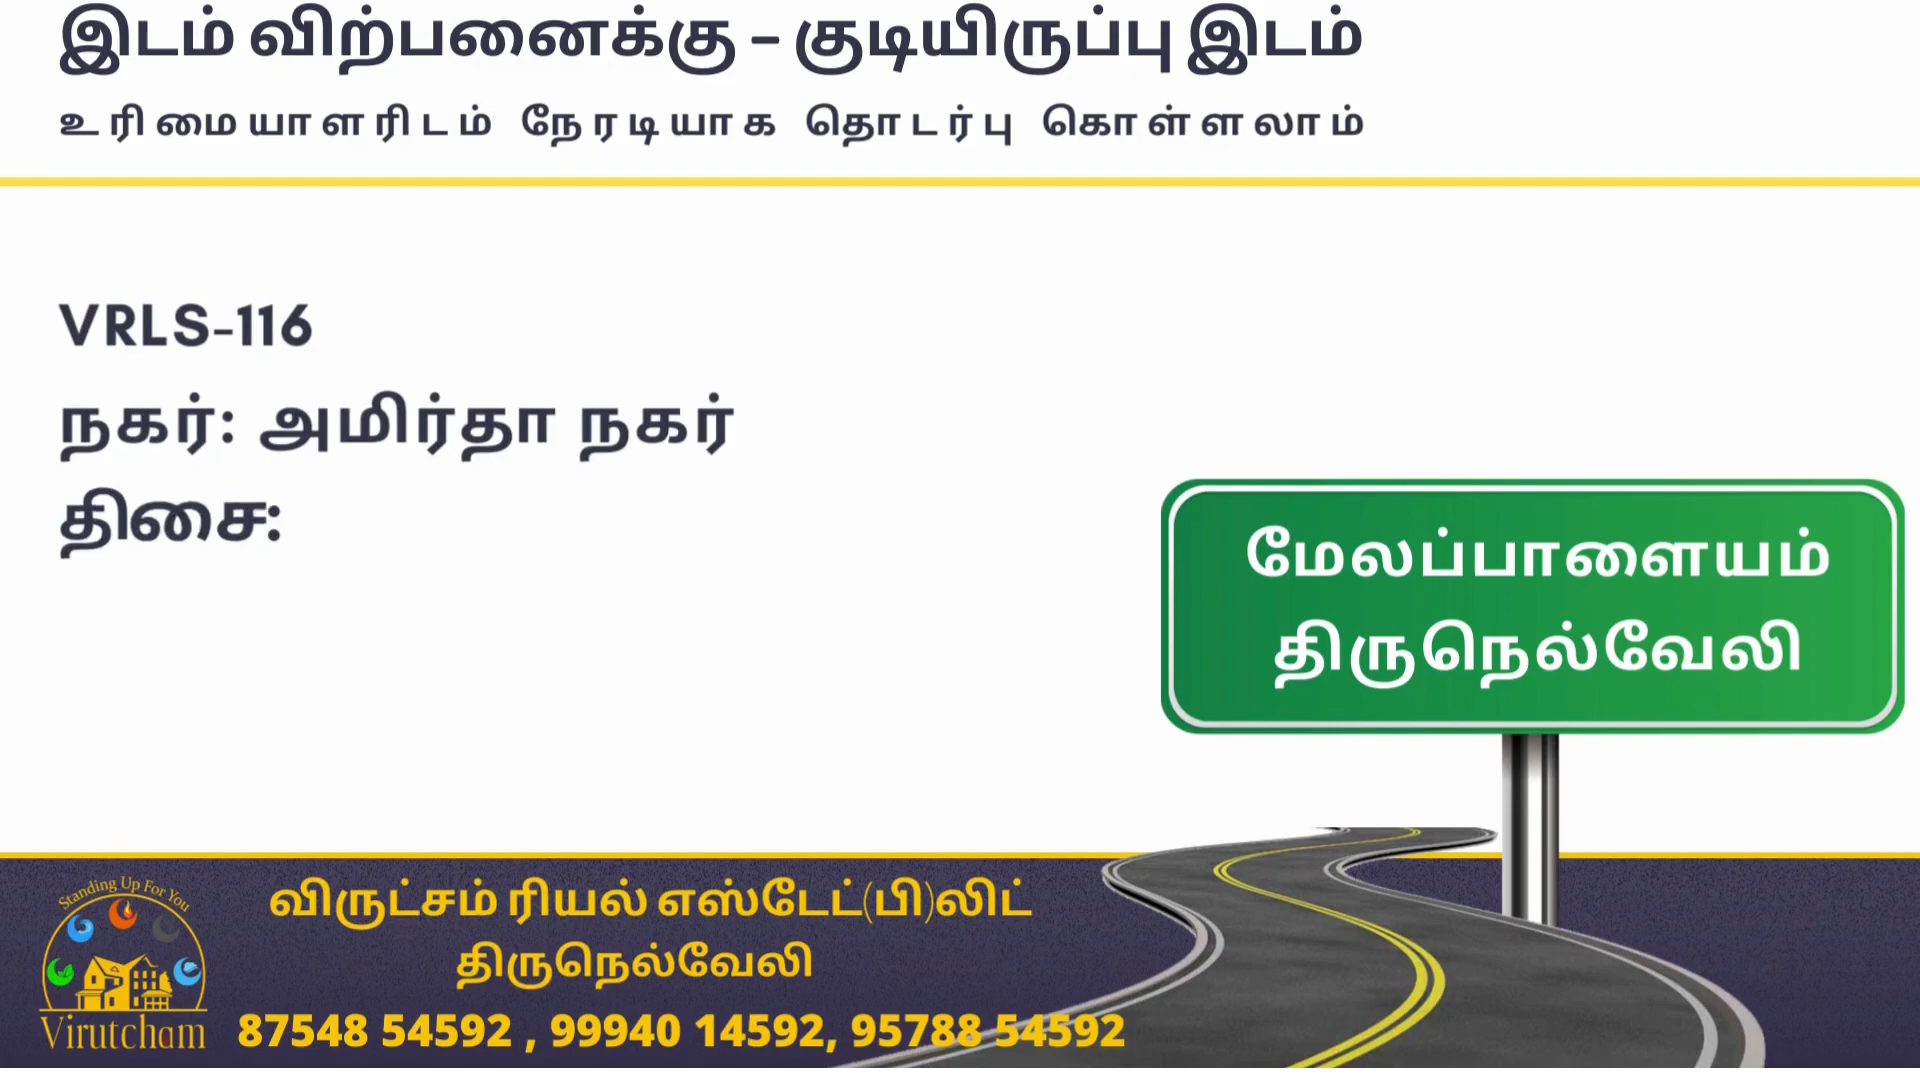 இடம் விற்பனைக்கு – குடியிருப்பு இடம்
உரிமையாளரிடம் நேரடியாக தொடர்பு கொள்ளலாம்
VRLS-116
நகர்: அமிர்தா நகர்
திசை:
மேலப்பாளையம்
திருநெல்வேலி
Standing Up For You
Virutcham
விருட்சம் ரியல் எஸ்டேட்(பி)லிட்
திருநெல்வேலி
87548 54592 , 99940 14592, 95788 54592